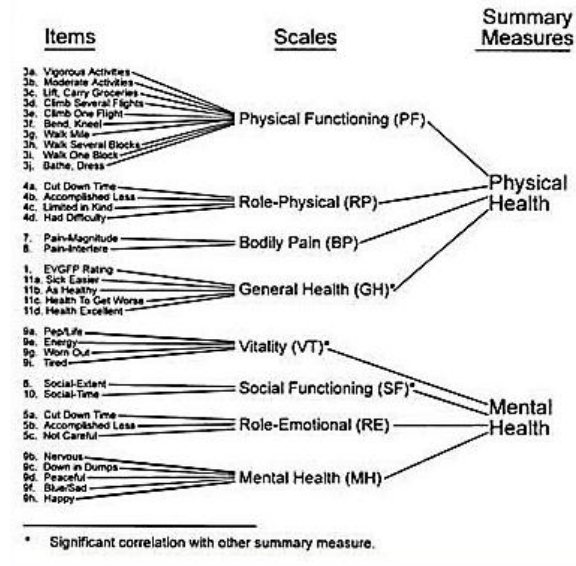 Summary
Items Scales Measures
3a. Vigorous Activities
3b. Moderate Activities
3c. Lift, Carry Groceries
3d. Climb Several Flights
3e. Climb One Flight
3f. Bend, Kneel
3g. Walk Mile
3h. Walk Several Blocks
3i. Walk One Block
3j. Bathe, Dress
Physical Functioning (PF)
4a. Cut Down Time
4b. Accomplished Less
4c. Limited in Kind
4d. Had Difficulty
Role-Physical (RP)
7. Pain-Magnitude
8. Pain-Interfere
Bodily Pain (BP)
1. EVGFP Rating
11a. Sick Easier
11b. As Healthy
11c. Health To Get Worse
11d. Health Excellent
General Health (GH)*
Physical
Health
9a. Pep/Life
9e. Energy
9g. Worn Out
9i. Tired
Vitality (VT)*
6. Social-Extent
10. Social-Time
Social Functioning (SF)*
5a. Cut Down Time
5b. Accomplished Less
5c. Not Careful
Role-Emotional (RE)
9b. Nervous
9c. Down in Dumps
9d. Peaceful
9f. Blue/Sad
9h. Happy
Mental Health (MH)
Mental
Health
* Significant correlation with other summary measure.